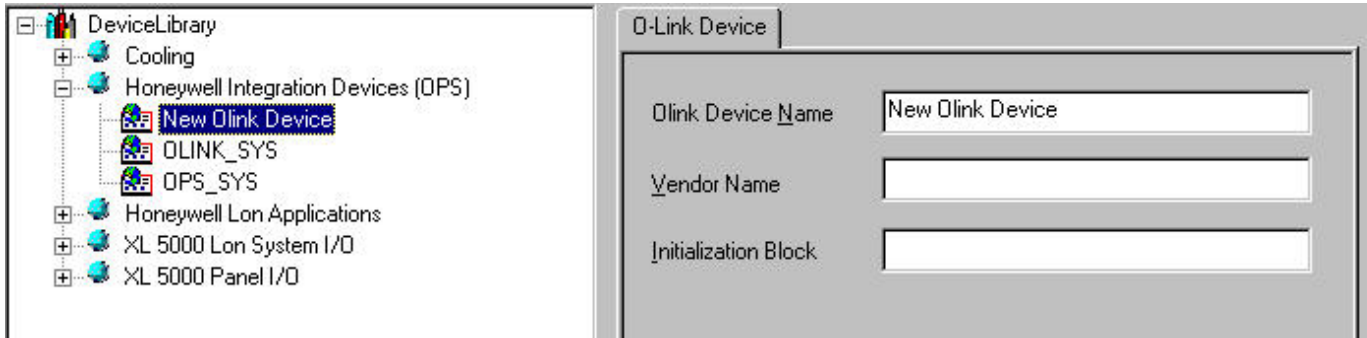 DeviceLibrary
Cooling
Honeywell Integration Devices (OPS)
New Olink Device
OLINK_SYS
OPS_SYS
Honeywell Lon Applications
XL 5000 Lon System I/O
XL 5000 Panel I/O
O-Link Device
Olink Device Name
New Olink Device
Vendor Name
Initialization Block